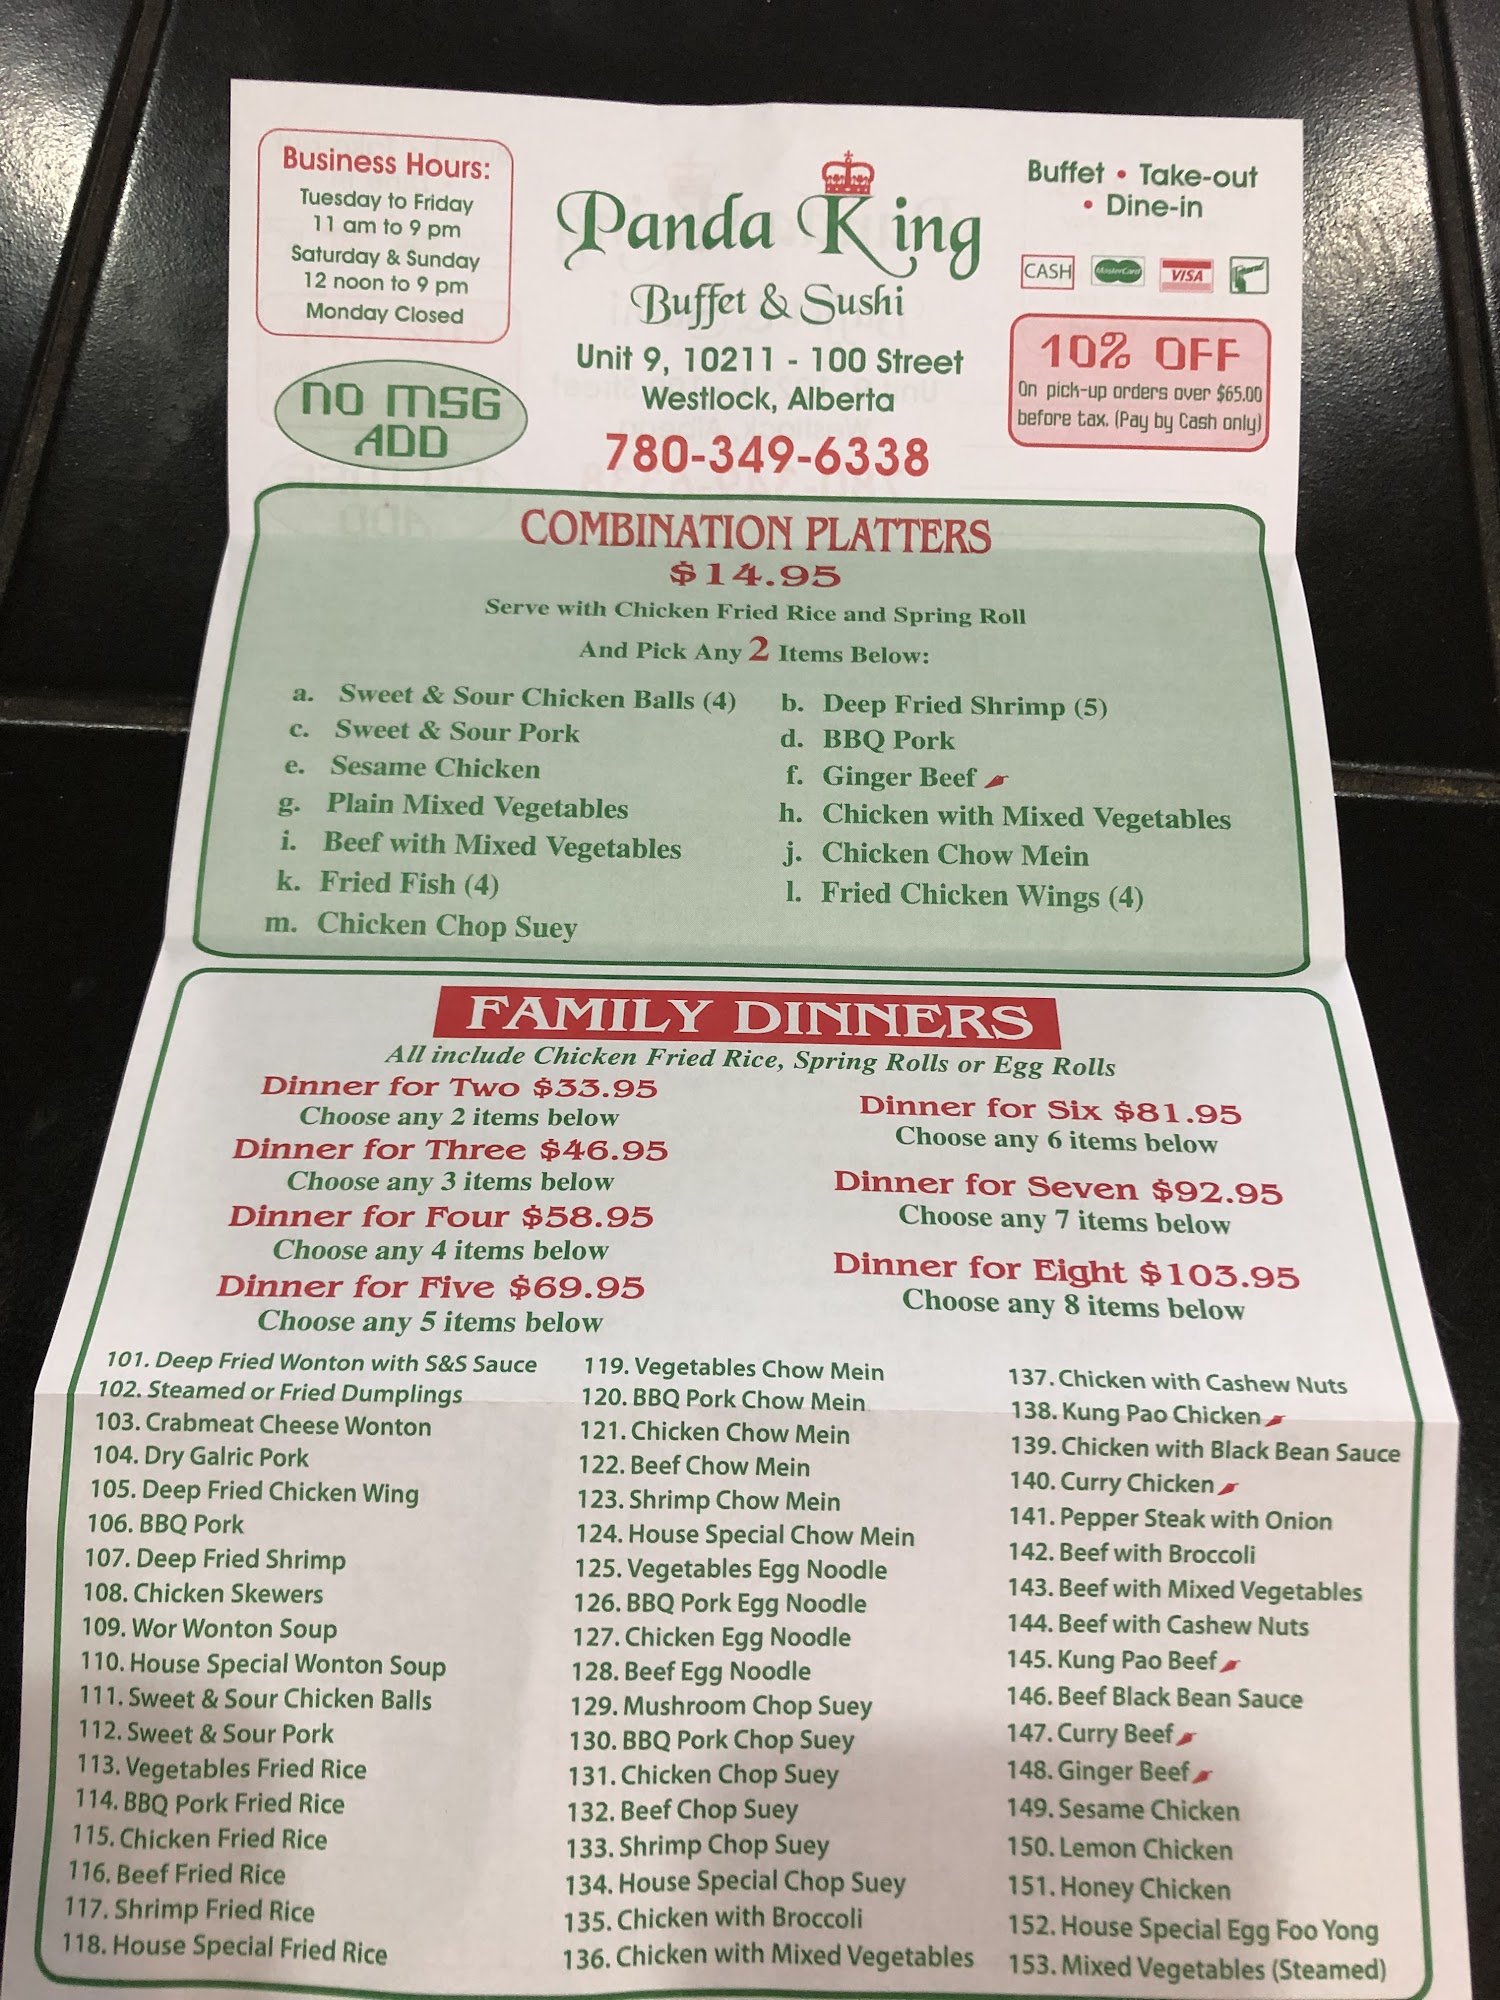 Business Hours:
Tuesday to Friday
11 am to 9 pm
Saturday & Sunday
12 noon to 9 pm
Monday Closed
NO MSG
ADD
Panda King
Buffet & Sushi
Unit 9, 10211 - 100 Street
Westlock, Alberta
780-349-6338
Buffet • Take-out
• Dine-in
CASH MasterCard VISA
10% OFF
On pick-up orders over $65.00
before tax. (Pay by Cash only)
COMBINATION PLATTERS
$14.95
Serve with Chicken Fried Rice and Spring Roll
And Pick Any 2 Items Below:
a. Sweet & Sour Chicken Balls (4)
b. Deep Fried Shrimp (5)
c. Sweet & Sour Pork
d. BBQ Pork
e. Sesame Chicken
f. Ginger Beef
g. Plain Mixed Vegetables
h. Chicken with Mixed Vegetables
i. Beef with Mixed Vegetables
j. Chicken Chow Mein
k. Fried Fish (4)
l. Fried Chicken Wings (4)
m. Chicken Chop Suey
FAMILY DINNERS
All include Chicken Fried Rice, Spring Rolls or Egg Rolls
Dinner for Two $33.95
Choose any 2 items below
Dinner for Three $46.95
Choose any 3 items below
Dinner for Four $58.95
Choose any 4 items below
Dinner for Five $69.95
Choose any 5 items below
Dinner for Six $81.95
Choose any 6 items below
Dinner for Seven $92.95
Choose any 7 items below
Dinner for Eight $103.95
Choose any 8 items below
101. Deep Fried Wonton with S&S Sauce
102. Steamed or Fried Dumplings
103. Crabmeat Cheese Wonton
104. Dry Galric Pork
105. Deep Fried Chicken Wing
106. BBQ Pork
107. Deep Fried Shrimp
108. Chicken Skewers
109. Wor Wonton Soup
110. House Special Wonton Soup
111. Sweet & Sour Chicken Balls
112. Sweet & Sour Pork
113. Vegetables Fried Rice
114. BBQ Pork Fried Rice
115. Chicken Fried Rice
116. Beef Fried Rice
117. Shrimp Fried Rice
118. House Special Fried Rice
119. Vegetables Chow Mein
120. BBQ Pork Chow Mein
121. Chicken Chow Mein
122. Beef Chow Mein
123. Shrimp Chow Mein
124. House Special Chow Mein
125. Vegetables Egg Noodle
126. BBQ Pork Egg Noodle
127. Chicken Egg Noodle
128. Beef Egg Noodle
129. Mushroom Chop Suey
130. BBQ Pork Chop Suey
131. Chicken Chop Suey
132. Beef Chop Suey
133. Shrimp Chop Suey
134. House Special Chop Suey
135. Chicken with Broccoli
136. Chicken with Mixed Vegetables
137. Chicken with Cashew Nuts
138. Kung Pao Chicken
139. Chicken with Black Bean Sauce
140. Curry Chicken
141. Pepper Steak with Onion
142. Beef with Broccoli
143. Beef with Mixed Vegetables
144. Beef with Cashew Nuts
145. Kung Pao Beef
146. Beef Black Bean Sauce
147. Curry Beef
148. Ginger Beef
149. Sesame Chicken
150. Lemon Chicken
151. Honey Chicken
152. House Special Egg Foo Yong
153. Mixed Vegetables (Steamed)